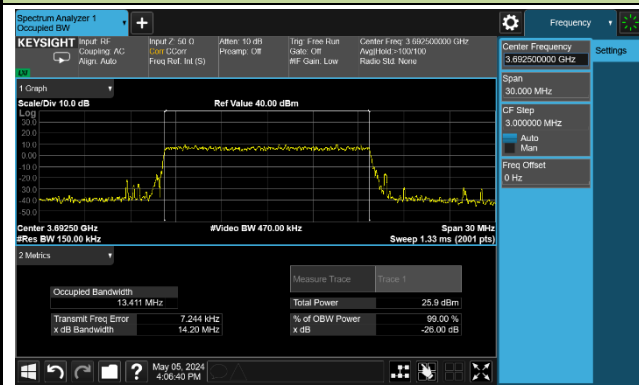 Spectrum Analyzer 1
Occupied BW
Frequency
KEYSIGHT
Input: RF
Coupling: AC
Align: Auto
Input Z: 50 Ω
Corr CCorr
Freq Ref: Int (S)
Atten: 10 dB
Preamp: Off
Trig: Free Run
Gate: Off
#IF Gain: Low
Center Freq: 3.692500000 GHz
Avg|Hold:>100/100
Radio Std: None
LXI
Center Frequency
3.692500000 GHz
Settings
Span
30.000 MHz
CF Step
3.000000 MHz
Auto
Man
Freq Offset
0 Hz
1 Graph
Scale/Div 10.0 dB
Ref Value 40.00 dBm
Log
30.0
20.0
10.0
0.00
-10.0
-20.0
-30.0
-40.0
-50.0
Center 3.69250 GHz
#Video BW 470.00 kHz
Span 30 MHz
#Res BW 150.00 kHz
Sweep 1.33 ms (2001 pts)
2 Metrics
Measure Trace
Trace 1
Occupied Bandwidth
13.411 MHz
Total Power
25.9 dBm
Transmit Freq Error
7.244 kHz
% of OBW Power
99.00 %
x dB Bandwidth
14.20 MHz
x dB
-26.00 dB
?
May 05, 2024
4:06:40 PM